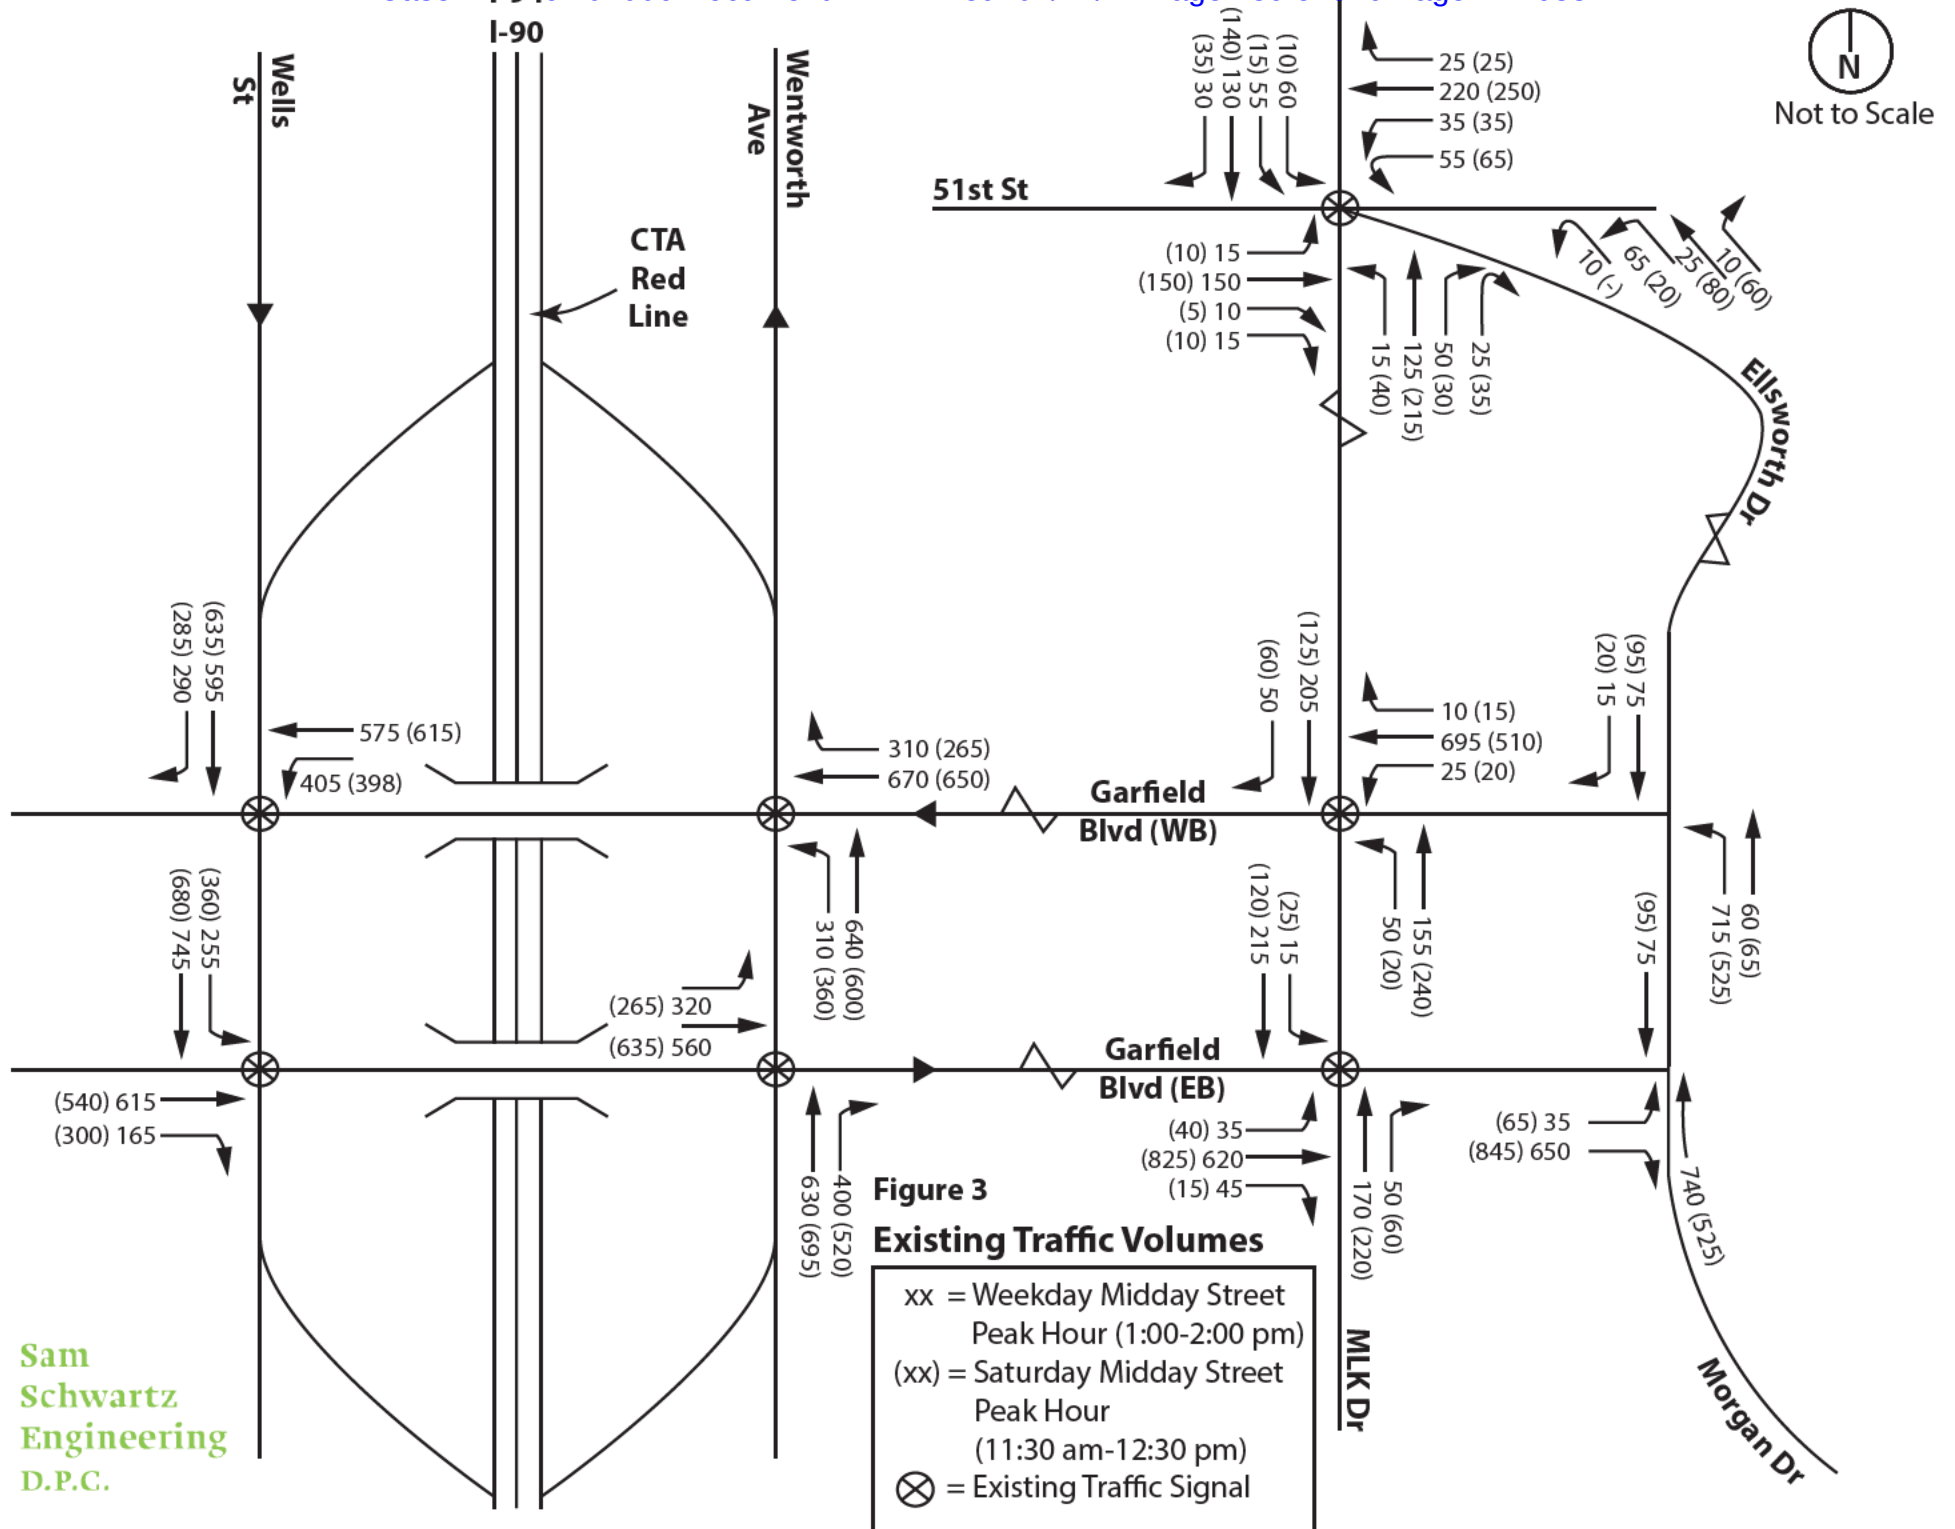 I-90
Wells
St
Wentworth
Ave
CTA
Red
Line
N
Not to Scale
(35) 30
(140) 130
(15) 55
(10) 60
25 (25)
220 (250)
35 (35)
55 (65)
51st St
(10) 15
(150) 150
(5) 10
(10) 15
15 (40)
125 (215)
50 (30)
25 (35)
10 (-)
65 (20)
25 (80)
10 (60)
Ellsworth Dr
(285) 290
(635) 595
575 (615)
405 (398)
310 (265)
670 (650)
Garfield
Blvd (WB)
(60) 50
(125) 205
10 (15)
695 (510)
25 (20)
(20) 15
(95) 75
(680) 745
(360) 255
310 (360)
640 (600)
(265) 320
(635) 560
(120) 215
(25) 15
50 (20)
155 (240)
(95) 75
715 (525)
60 (65)
Garfield
Blvd (EB)
(540) 615
(300) 165
630 (695)
400 (520)
(40) 35
(825) 620
(15) 45
170 (220)
50 (60)
(65) 35
(845) 650
740 (525)
MLK Dr
Morgan Dr
Figure 3
Existing Traffic Volumes
xx = Weekday Midday Street
Peak Hour (1:00-2:00 pm)
(xx) = Saturday Midday Street
Peak Hour
(11:30 am-12:30 pm)
= Existing Traffic Signal
Sam
Schwartz
Engineering
D.P.C.